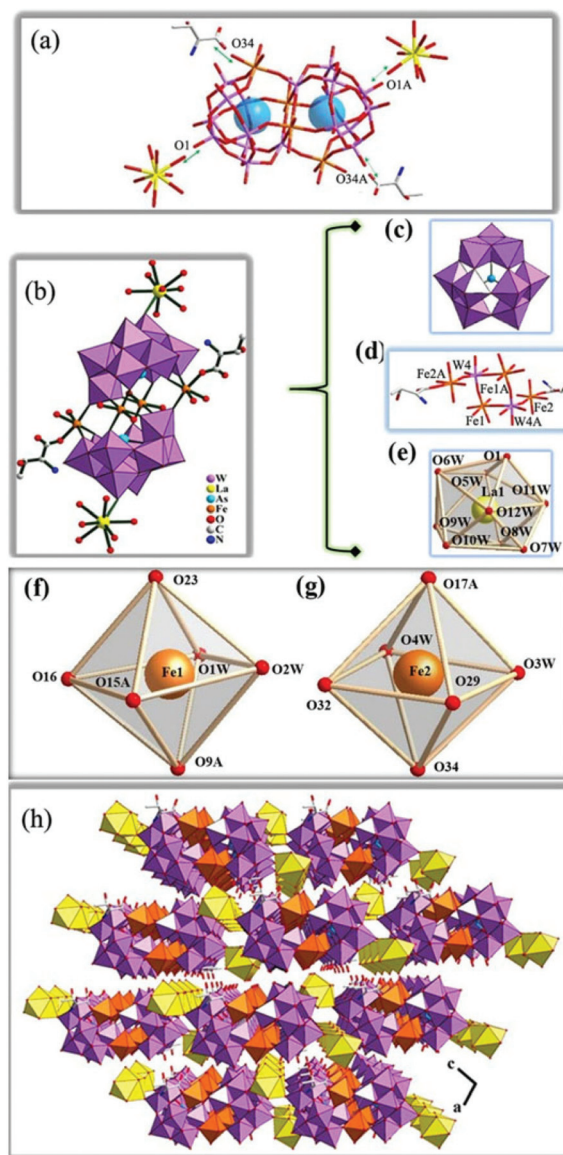 (a)
O34
O1A
O1
O34A
(b)
W
La
As
Fe
O
C
N
(c)
(d)
Fe2A
W4
Fe1A
Fe1
W4A
Fe2
(e)
O6W
O1
O5W
La1
O11W
O12W
O9W
O8W
O10W
O7W
(f)
O23
O16
O15A
Fe1
O1W
O2W
O9A
(g)
O17A
O4W
O3W
Fe2
O32
O29
O34
(h)
c
a